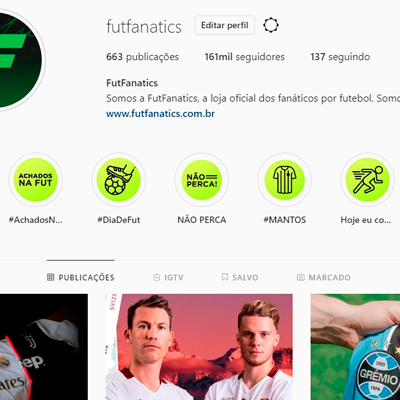 futfanatics Editar perfil
663 publicações 161mil seguidores 137 seguindo
FutFanatics
Somos a FutFanatics, a loja oficial dos fanáticos por futebol. Somo
www.futfanatics.com.br
ACHADOS
NA FUT
NÃO
PERCA!
#AchadosN... #DiaDeFut NÃO PERCA #MANTOS Hoje eu co...
PUBLICAÇÕES IGTV SALVO MARCADO
Jeep
GRÊMIO